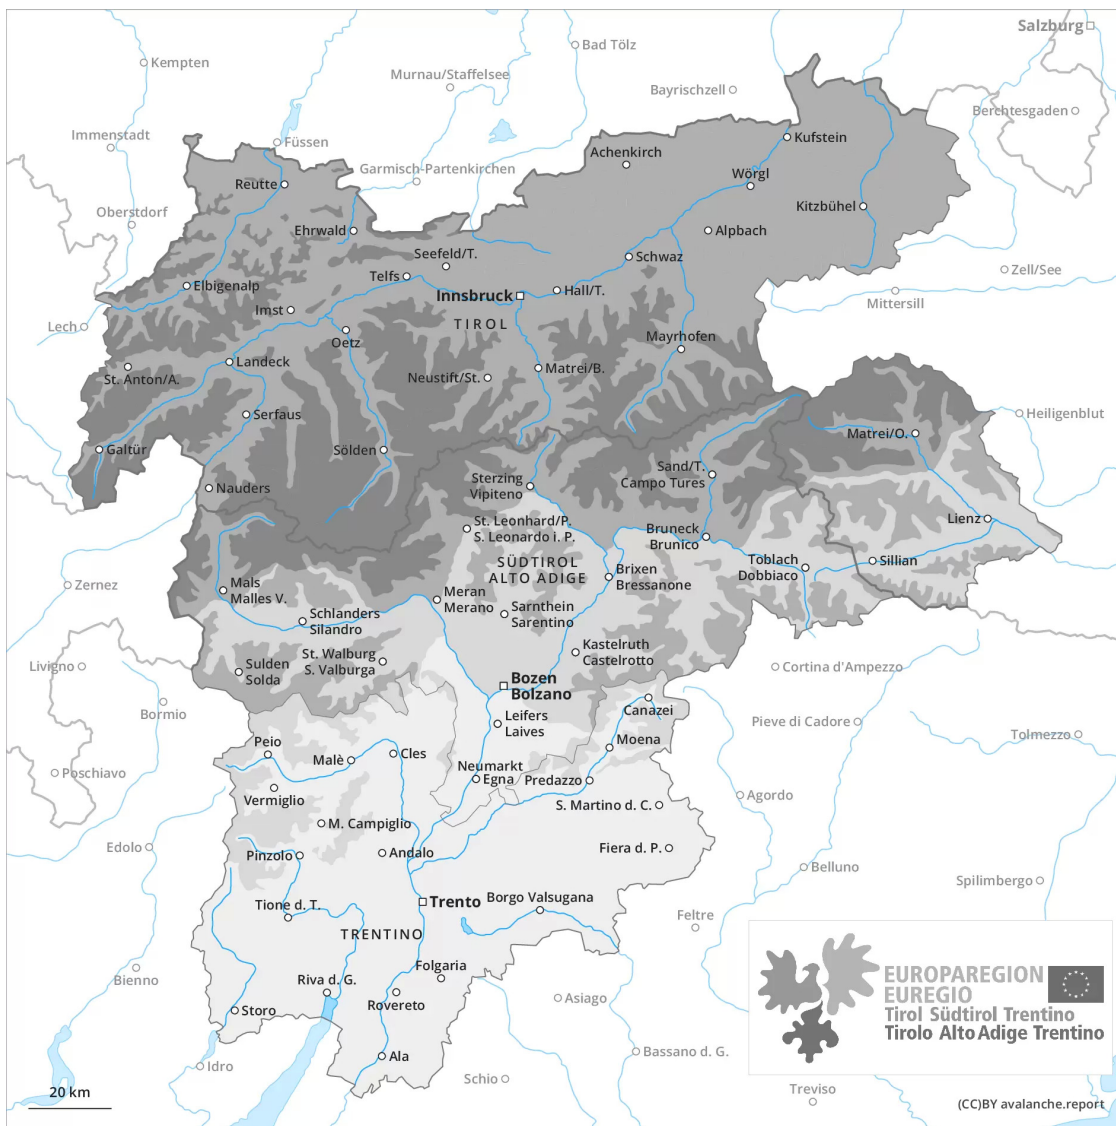 Salzburg
Bad Tölz
Kempten
Murnau/Staffelsee
Bayrischzell
Berchtesgaden
Immenstadt
Kufstein
Füssen
Achenkirch
Garmisch-Partenkirchen
Wörgl
Reutte
Oberstdorf
Kitzbühel
Ehrwald
Alpbach
Seefeld/T.
Schwaz
Zell/See
Telfs
Elbigenalp
Innsbruck
Hall/T.
Mittersill
Imst
TIROL
Lech
Oetz
Mayrhofen
Landeck
St. Anton/A.
Neustift/St.
Matrei/B.
Serfaus
Heiligenblut
Matrei/O.
Galtür
Sölden
Sand/T.
Campo Tures
Nauders
Sterzing
Vipiteno
Lienz
St. Leonhard/P.
S. Leonardo i. P.
Bruneck
Brunico
SÜDTIROL
ALTO ADIGE
Toblach
Dobbiaco
Sillian
Brixen
Bressanone
Zernez
Mals
Malles V.
Meran
Merano
Schlanders
Silandro
Sarnthein
Sarentino
Kastelruth
Castelrotto
St. Walburg
S. Valburga
Livigno
Sulden
Solda
Cortina d'Ampezzo
Bozen
Bolzano
Bormio
Canazei
Leifers
Laives
Pieve di Cadore
Tolmezzo
Peio
Malè
Cles
Moena
Poschiavo
Neumarkt
Egna
Predazzo
Vermiglio
S. Martino d. C.
Agordo
M. Campiglio
Edolo
Pinzolo
Andalo
Fiera d. P.
Belluno
Spilimbergo
Tione d. T.
Trento
Borgo Valsugana
Feltre
TRENTINO
Folgaria
Bienno
Riva d. G.
Rovereto
Asiago
Storo
EUROPAREGION
EUREGIO
Tirol Südtirol Trentino
Tirolo Alto Adige Trentino
Ala
Idro
Bassano d. G.
Schio
Treviso
20 km
(CC)BY avalanche.report